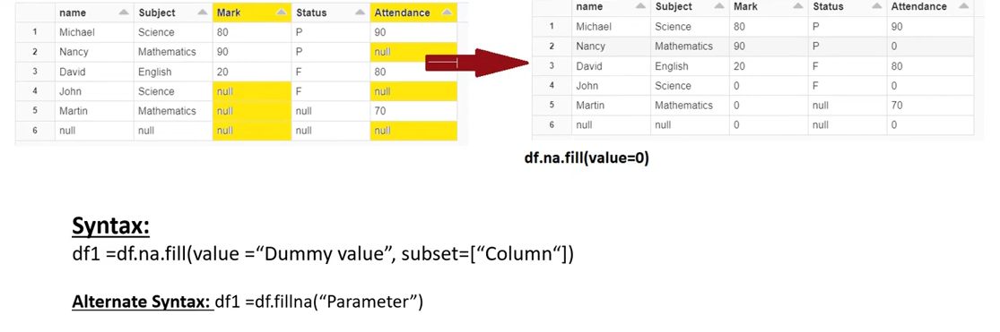 name Subject Mark Status Attendance
1 Michael Science 80 P 90
2 Nancy Mathematics 90 P null
3 David English 20 F 80
4 John Science null F null
5 Martin Mathematics null null 70
6 null null null null null
name Subject Mark Status Attendance
1 Michael Science 80 P 90
2 Nancy Mathematics 90 P 0
3 David English 20 F 80
4 John Science 0 F 0
5 Martin Mathematics 0 null 70
6 null null 0 null 0
df.na.fill(value=0)
Syntax:
df1 =df.na.fill(value =“Dummy value”, subset=[“Column“])
Alternate Syntax: df1 =df.fillna(“Parameter”)